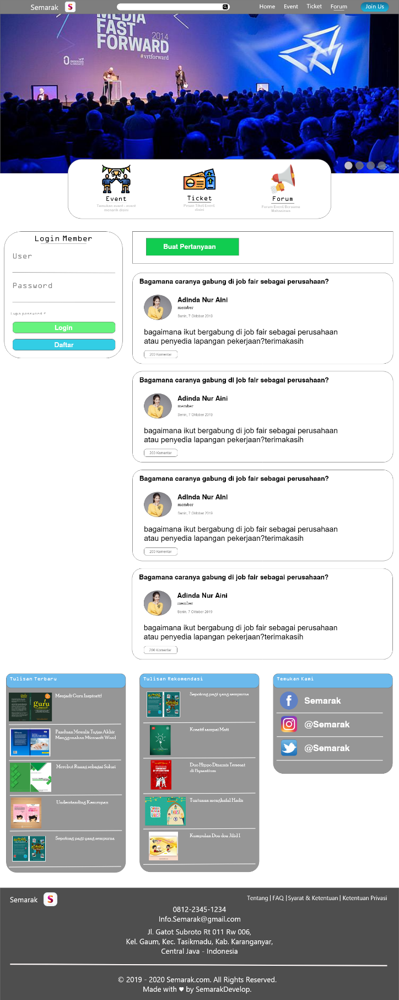 Semarak
S
Home
Event
Ticket
Forum
Join Us
MEDIA
FAST
FORWARD
2014
#vrtforward
Event
Temukan event - event
menarik disini
Ticket
Pesan Tiket Event
disini
Forum
Forum Event Bersama
Mahasiswa
Login Member
User
Password
Lupa password ?
Login
Daftar
Buat Pertanyaan
Bagamana caranya gabung di job fair sebagai perusahaan?
Adinda Nur Aini
member
Senin, 7 Oktober 2019
bagaimana ikut bergabung di job fair sebagai perusahaan
atau penyedia lapangan pekerjaan?terimakasih
200 Komentar
Bagamana caranya gabung di job fair sebagai perusahaan?
Adinda Nur Aini
member
Senin, 7 Oktober 2019
bagaimana ikut bergabung di job fair sebagai perusahaan
atau penyedia lapangan pekerjaan?terimakasih
200 Komentar
Bagamana caranya gabung di job fair sebagai perusahaan?
Adinda Nur Aini
member
Senin, 7 Oktober 2019
bagaimana ikut bergabung di job fair sebagai perusahaan
atau penyedia lapangan pekerjaan?terimakasih
200 Komentar
Bagamana caranya gabung di job fair sebagai perusahaan?
Adinda Nur Aini
member
Senin, 7 Oktober 2019
bagaimana ikut bergabung di job fair sebagai perusahaan
atau penyedia lapangan pekerjaan?terimakasih
200 Komentar
Tulisan Terbaru
guru
Menjadi Guru Inspiratif
Panduan Menulis Tugas Akhir
Menggunakan Microsoft Word
Merebut Ruang sebagai Solusi
Understanding Kesurupan
Sepotong pagi yang sempurna
Tulisan Rekomendasi
Sepotong pagi yang sempurna
Kreatif sampai Mati
TERSESAT
DI BYZANTIUM
Duo Hippo Dinamis Tersesat
di Byzantium
HADIST
Tuntunan menghafal Hadis
Kumpulan Doa doa Jilid 1
Temukan Kami
Semarak
@Semarak
@Semarak
Semarak
S
Tentang | FAQ | Syarat & Ketentuan | Ketentuan Privasi
0812-2345-1234
Info.Semarak@gmail.com
Jl. Gatot Subroto Rt 011 Rw 006,
Kel. Gaum, Kec. Tasikmadu, Kab. Karanganyar,
Central Java - Indonesia
© 2019 - 2020 Semarak.com. All Rights Reserved.
Made with ♥ by SemarakDevelop.